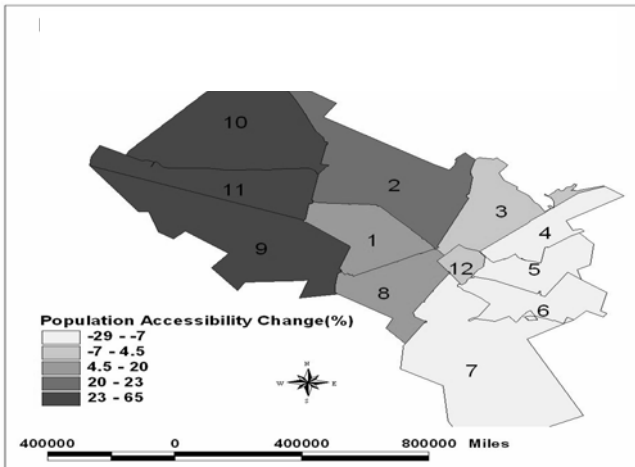 10
11
2
3
4
9
1
12
5
8
6
7
Population Accessibility Change(%)
-29 - -7
-7 - 4.5
4.5 - 20
20 - 23
23 - 65
N
W E
S
400000 0 400000 800000 Miles